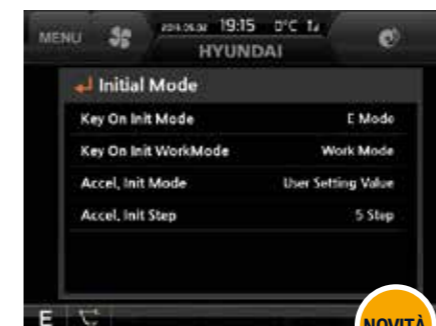 MENU 19:15 0°C
HYUNDAI
Initial Mode
Key On Init Mode E Mode
Key On Init WorkMode Work Mode
Accel, Init Mode User Setting Value
Accel, Init Step 5 Step
E
NOVITÀ